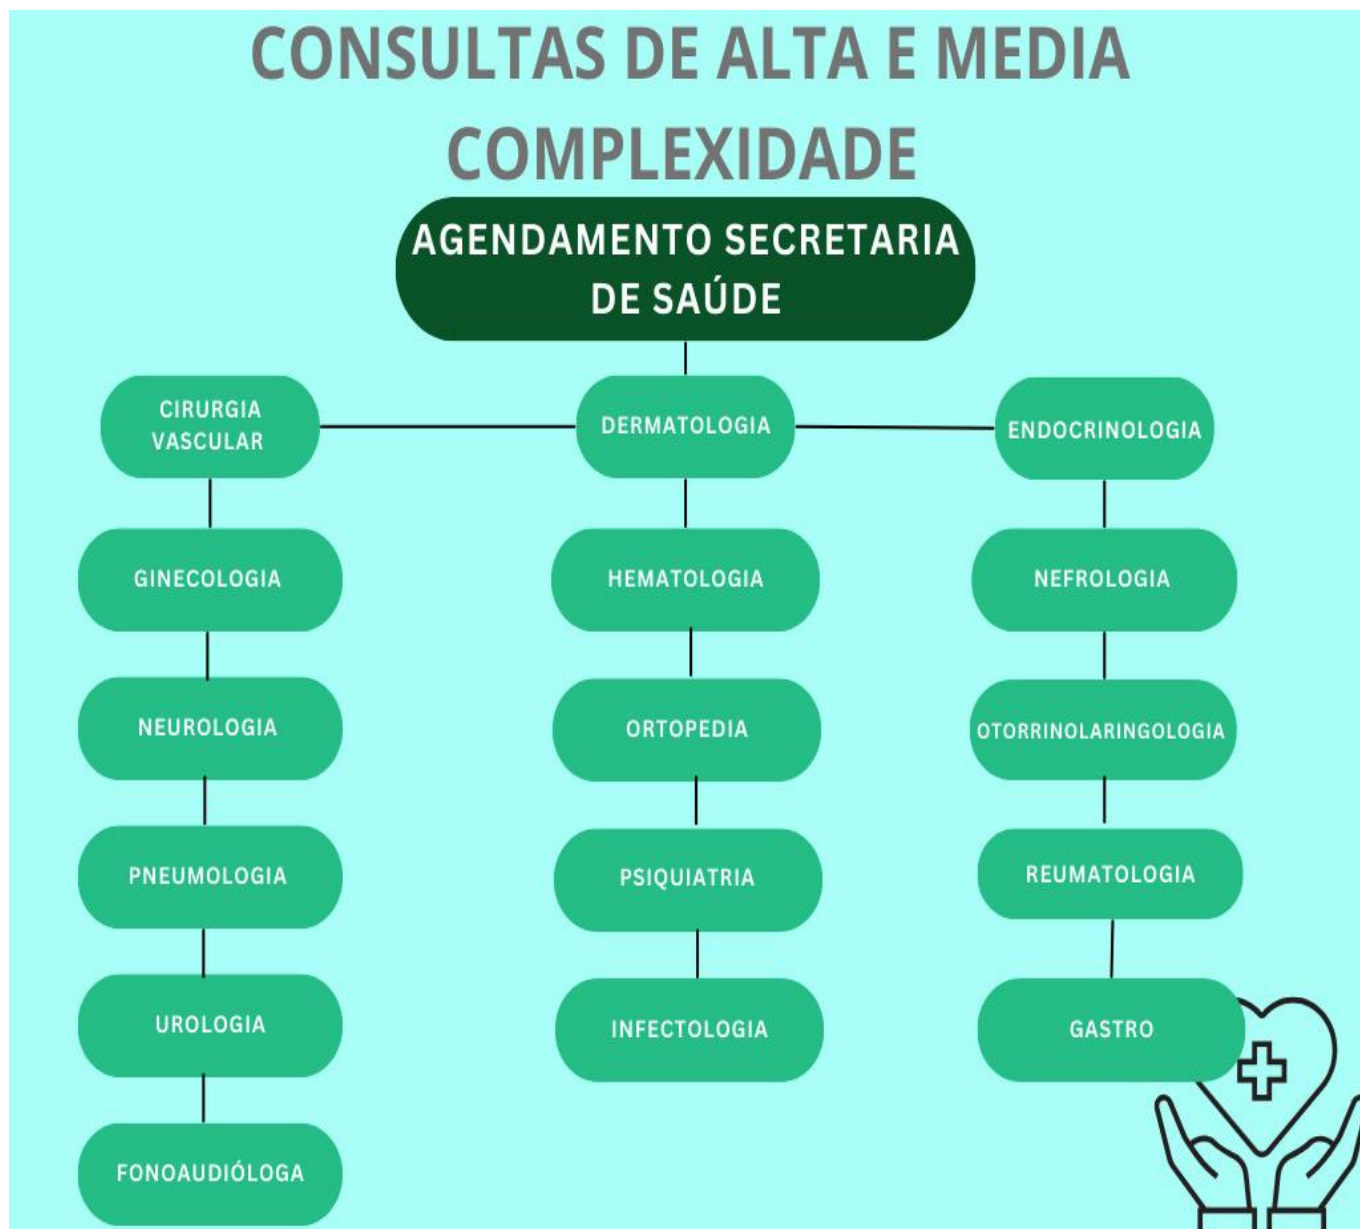 CONSULTAS DE ALTA E MEDIA
COMPLEXIDADE
AGENDAMENTO SECRETARIA
DE SAÚDE
CIRURGIA
VASCULAR
DERMATOLOGIA
ENDOCRINOLOGIA
GINECOLOGIA
HEMATOLOGIA
NEFROLOGIA
NEUROLOGIA
ORTOPEDIA
OTORRINOLARINGOLOGIA
PNEUMOLOGIA
PSIQUIATRIA
REUMATOLOGIA
UROLOGIA
INFECTOLOGIA
GASTRO
FONOAUDIÓLOGA